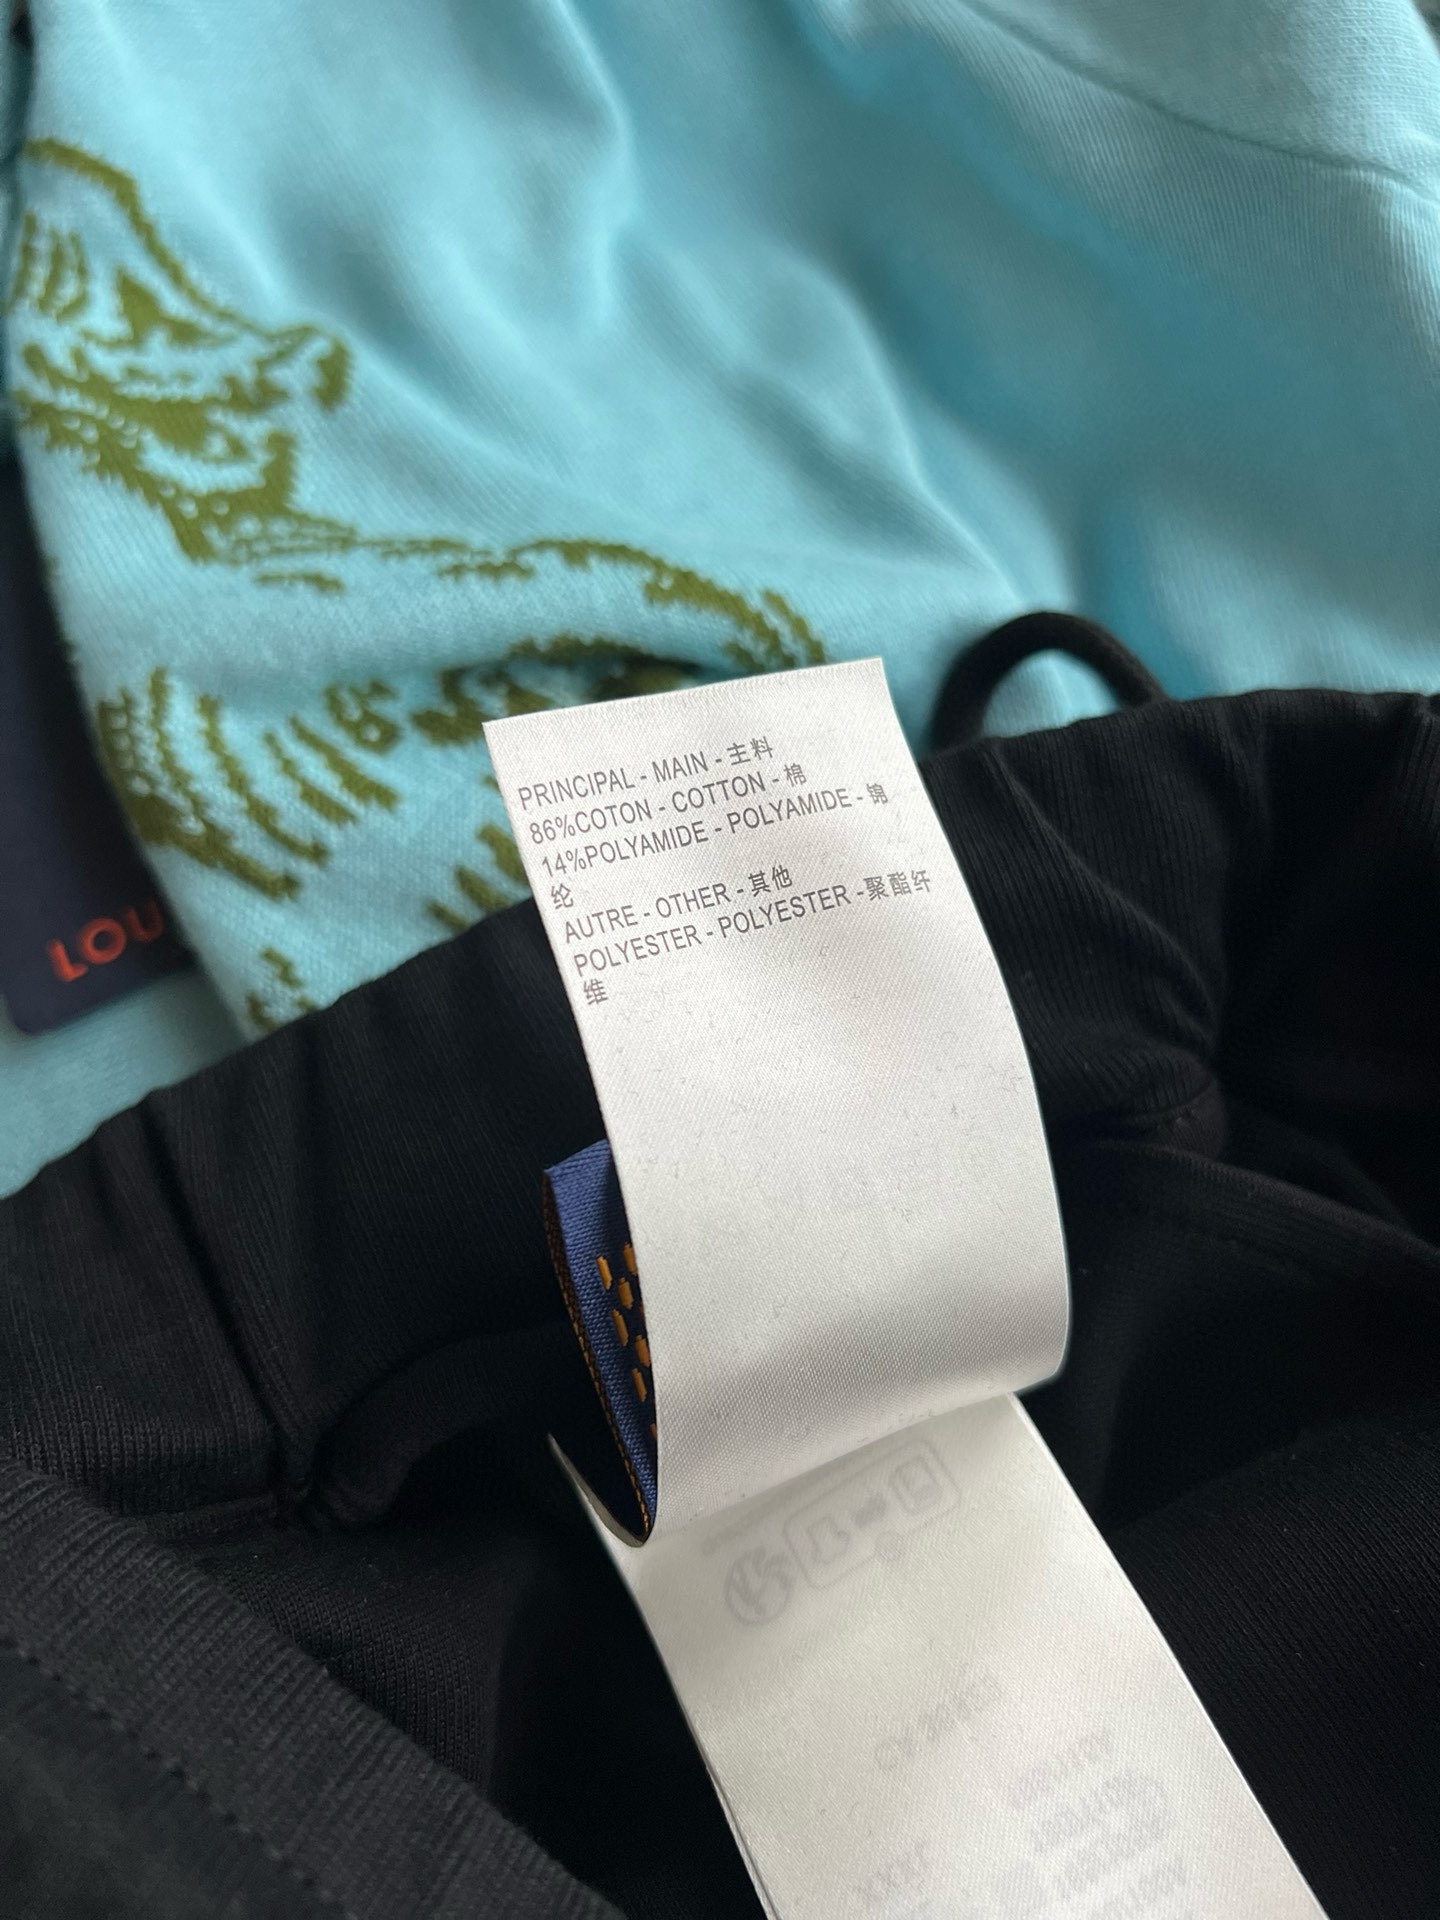 PRINCIPAL - MAIN - 主料
86%COTON - COTTON - 棉
14%POLYAMIDE - POLYAMIDE - 锦
纶
AUTRE - OTHER - 其他
POLYESTER - POLYESTER -聚酯纤
维
LOU